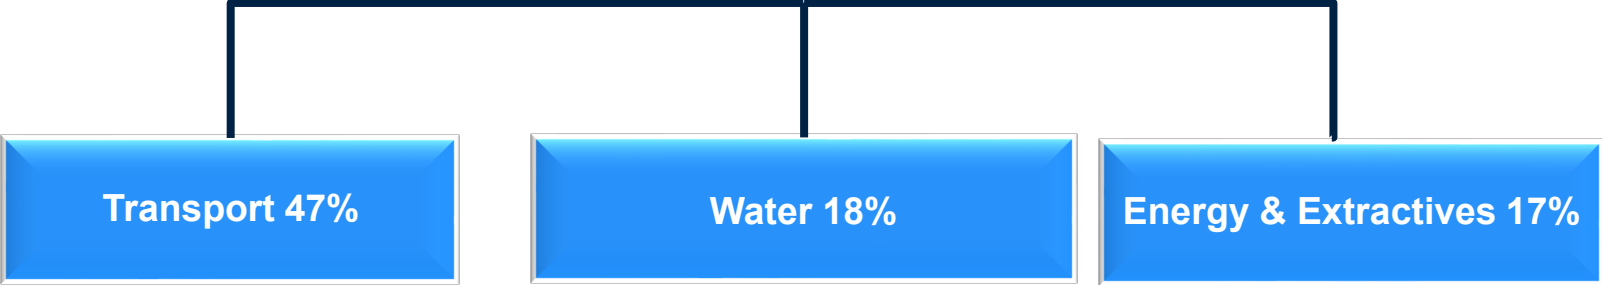 Transport 47%
Water 18%
Energy & Extractives 17%